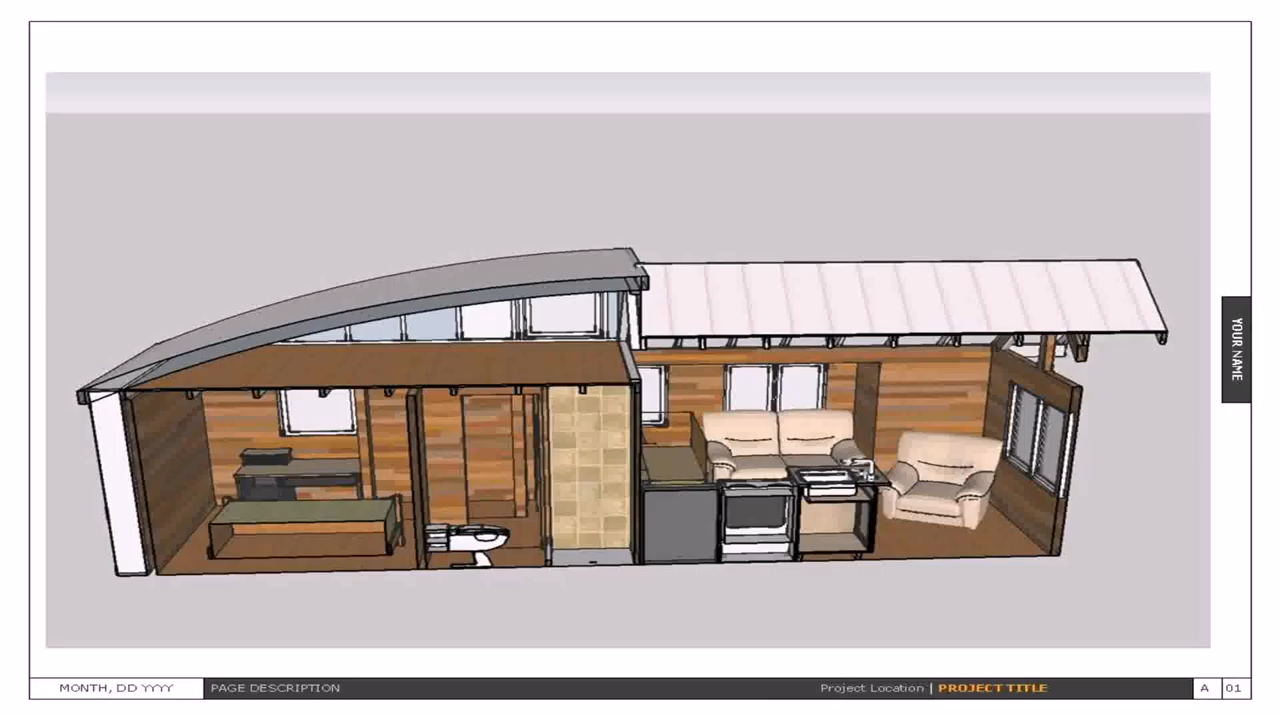 YOUR NAME
MONTH, DD YYYY
PAGE DESCRIPTION
Project Location | PROJECT TITLE
A 01